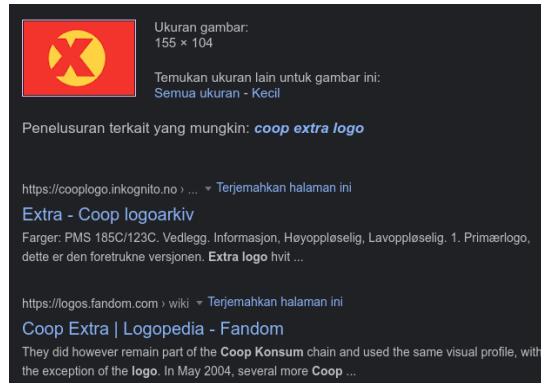 Ukuran gambar:
155 × 104
Temukan ukuran lain untuk gambar ini:
Semua ukuran - Kecil
Penelusuran terkait yang mungkin: coop extra logo
https://cooplogo.inkognito.no › ... Terjemahkan halaman ini
Extra - Coop logoarkiv
Farger: PMS 185C/123C. Vedlegg. Informasjon, Høyoppløselig, Lavoppløselig. 1. Primærlogo,
dette er den foretrukne versjonen. Extra logo hvit ...
https://logos.fandom.com › wiki Terjemahkan halaman ini
Coop Extra | Logopedia - Fandom
They did however remain part of the Coop Konsum chain and used the same visual profile, with
the exception of the logo. In May 2004, several more Coop ...